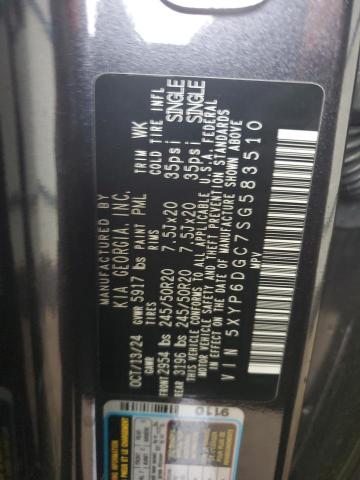 MANUFACTURED BY
KIA GEORGIA, INC.
OCT/13/24 GVWR 5917 lbs PAINT PML TRIM WK
GAWR TIRES RIMS COLD TIRE INFL
FRONT 2954 lbs 245/50R20 7.5Jx20 35psi SINGLE
REAR 3196 lbs 245/50R20 7.5Jx20 35psi SINGLE
THIS VEHICLE CONFORMS TO ALL APPLICABLE U.S.A. FEDERAL
MOTOR VEHICLE SAFETY AND THEFT PREVENTION STANDARDS
IN EFFECT ON THE DATE OF MANUFACTURE SHOWN ABOVE
VIN 5XYP6DGC7SG583510
MPV